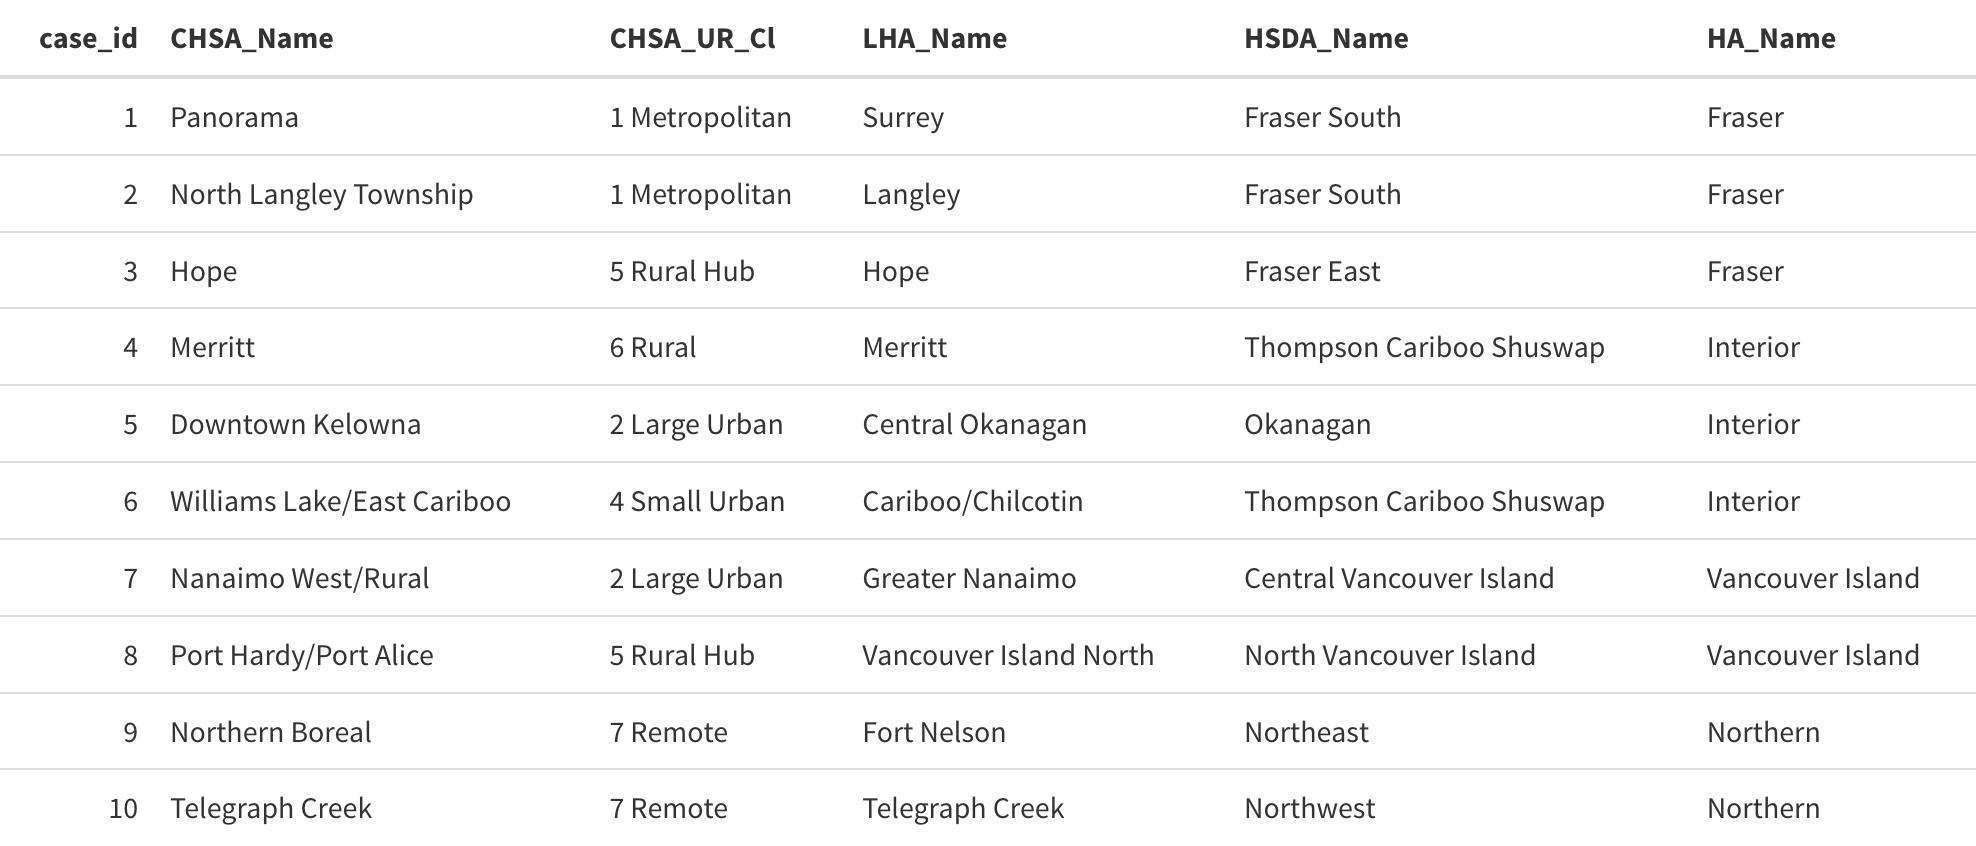 case_id CHSA_Name CHSA_UR_Cl LHA_Name HSDA_Name HA_Name
1 Panorama 1 Metropolitan Surrey Fraser South Fraser
2 North Langley Township 1 Metropolitan Langley Fraser South Fraser
3 Hope 5 Rural Hub Hope Fraser East Fraser
4 Merritt 6 Rural Merritt Thompson Cariboo Shuswap Interior
5 Downtown Kelowna 2 Large Urban Central Okanagan Okanagan Interior
6 Williams Lake/East Cariboo 4 Small Urban Cariboo/Chilcotin Thompson Cariboo Shuswap Interior
7 Nanaimo West/Rural 2 Large Urban Greater Nanaimo Central Vancouver Island Vancouver Island
8 Port Hardy/Port Alice 5 Rural Hub Vancouver Island North North Vancouver Island Vancouver Island
9 Northern Boreal 7 Remote Fort Nelson Northeast Northern
10 Telegraph Creek 7 Remote Telegraph Creek Northwest Northern